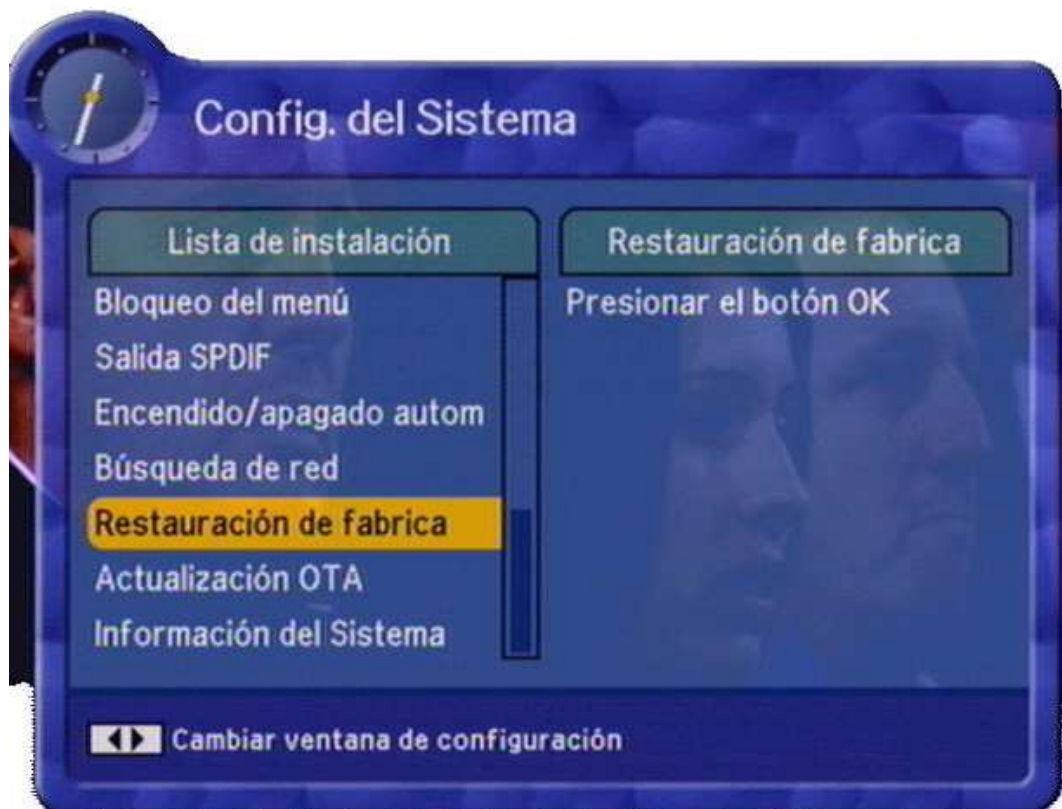 Config. del Sistema
Lista de instalación
Bloqueo del menú
Salida SPDIF
Encendido/apagado autom
Búsqueda de red
Restauración de fabrica
Actualización OTA
Información del Sistema
Restauración de fabrica
Presionar el botón OK
Cambiar ventana de configuración